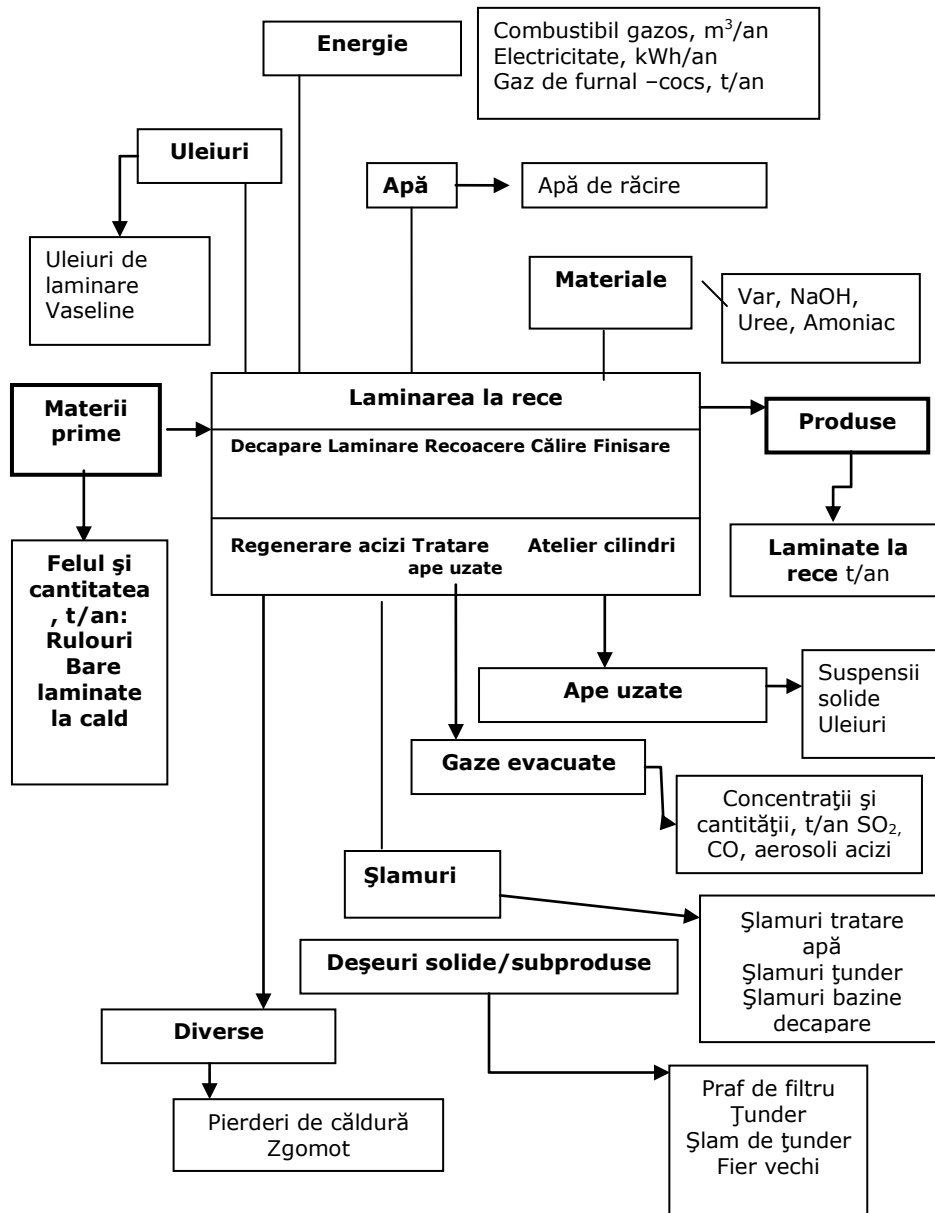 Energie
Combustibil gazos, m³/an
Electricitate, kWh/an
Gaz de furnal –cocs, t/an
Uleiuri
Apă
Apă de răcire
Uleiuri de
laminare
Vaseline
Materiale
Var, NaOH,
Uree, Amoniac
Materii
prime
Laminarea la rece
Produse
Decapare Laminare Recoacere Călire Finisare
Regenerare acizi Tratare
ape uzate
Atelier cilindri
Laminate la
rece t/an
Felul şi
cantitatea
, t/an:
Rulouri
Bare
laminate
la cald
Ape uzate
Suspensii
solide
Uleiuri
Gaze evacuate
Concentraţii şi
cantităţii, t/an SO₂,
CO, aerosoli acizi
Şlamuri
Şlamuri tratare
apă
Şlamuri ţunder
Şlamuri bazine
decapare
Deşeuri solide/subproduse
Diverse
Pierderi de căldură
Zgomot
Praf de filtru
Ţunder
Şlam de ţunder
Fier vechi